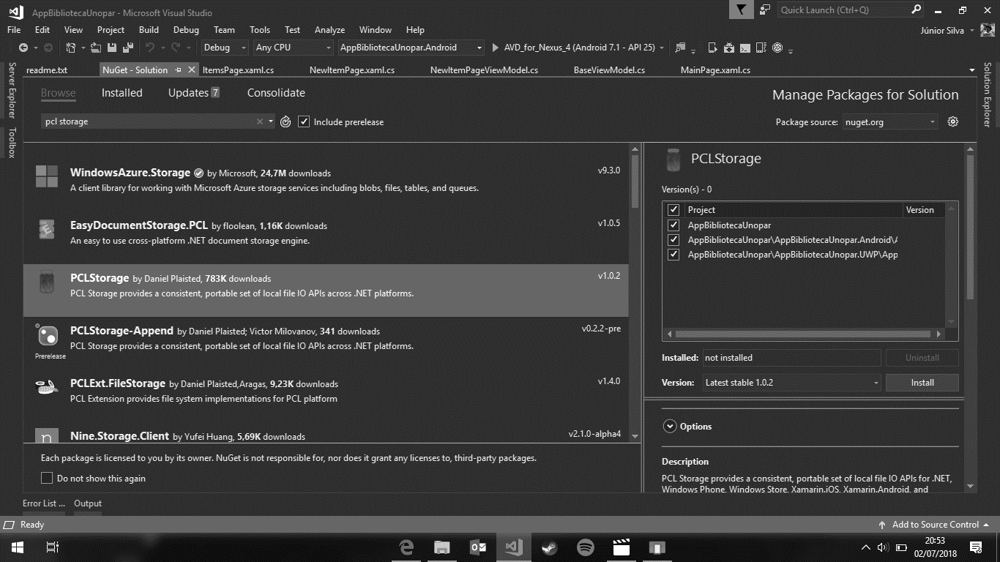 AppBibliotecaUnopar - Microsoft Visual Studio
Quick Launch (Ctrl+Q)
File Edit View Project Build Debug Team Tools Test Analyze Window Help
Júnior Silva
Debug Any CPU AppBibliotecaUnopar.Android AVD_for_Nexus_4 (Android 7.1 - API 25)
Server Explorer
Toolbox
Solution Explorer
readme.txt NuGet - Solution ItemsPage.xaml.cs NewItemPage.xaml.cs NewItemPageViewModel.cs BaseViewModel.cs MainPage.xaml.cs
Browse Installed Updates 7 Consolidate
Manage Packages for Solution
pcl storage
Include prerelease
Package source: nuget.org
WindowsAzure.Storage by Microsoft, 24,7M downloads v9.3.0
A client library for working with Microsoft Azure storage services including blobs, files, tables, and queues.
EasyDocumentStorage.PCL by floolean, 1,16K downloads v1.0.5
An easy to use cross-platform .NET document storage engine.
PCLStorage by Daniel Plaisted, 783K downloads v1.0.2
PCL Storage provides a consistent, portable set of local file IO APIs across .NET platforms.
PCLStorage-Append by Daniel Plaisted; Victor Milovanov, 341 downloads v0.2.2-pre
PCL Storage provides a consistent, portable set of local file IO APIs across .NET platforms.
Prerelease
PCLExt.FileStorage by Daniel Plaisted,Aragas, 9,23K downloads v1.4.0
PCL Extension provides file system implementations for PCL platform
Nine.Storage.Client by Yufei Huang, 5,69K downloads v2.1.0-alpha4
Each package is licensed to you by its owner. NuGet is not responsible for, nor does it grant any licenses to, third-party packages.
Do not show this again
PCLStorage
Version(s) - 0
Project Version
AppBibliotecaUnopar
AppBibliotecaUnopar\AppBibliotecaUnopar.Android\A
AppBibliotecaUnopar\AppBibliotecaUnopar.UWP\App
Installed: not installed Uninstall
Version: Latest stable 1.0.2 Install
Options
Description
PCL Storage provides a consistent, portable set of local file IO APIs for .NET,
Windows Phone, Windows Store, Xamarin.iOS, Xamarin.Android, and
Error List ... Output
Ready
Add to Source Control
20:53
02/07/2018